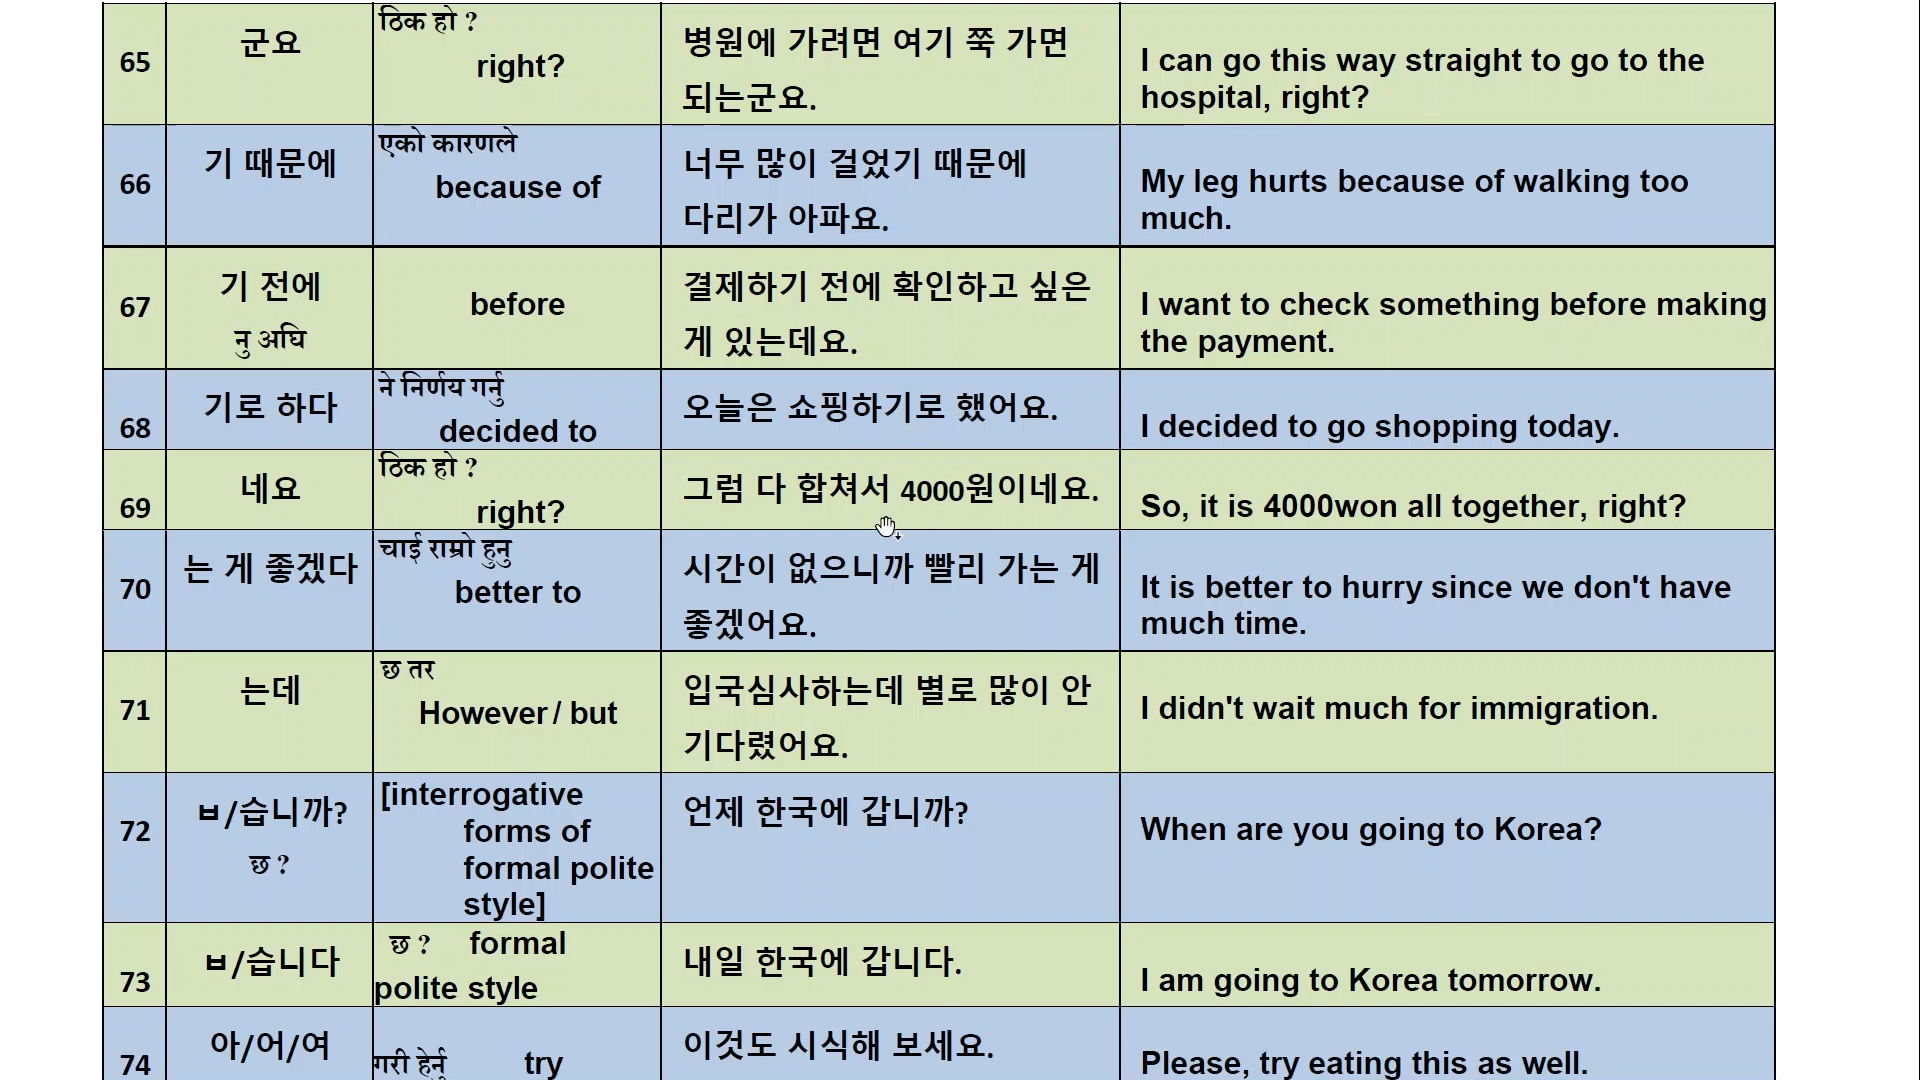 65
군요
ठिक हो ?
right?
병원에 가려면 여기 쭉 가면
되는군요.
I can go this way straight to go to the
hospital, right?
66
기 때문에
एको कारणले
because of
너무 많이 걸었기 때문에
다리가 아파요.
My leg hurts because of walking too
much.
67
기 전에
नु अघि
before
결제하기 전에 확인하고 싶은
게 있는데요.
I want to check something before making
the payment.
68
기로 하다
ने निर्णय गर्नु
decided to
오늘은 쇼핑하기로 했어요.
I decided to go shopping today.
69
네요
ठिक हो ?
right?
그럼 다 합쳐서 4000원이네요.
So, it is 4000won all together, right?
70
는 게 좋겠다
चाई राम्रो हुनु
better to
시간이 없으니까 빨리 가는 게
좋겠어요.
It is better to hurry since we don't have
much time.
71
는데
छ तर
However / but
입국심사하는데 별로 많이 안
기다렸어요.
I didn't wait much for immigration.
72
ㅂ/습니까?
छ ?
[interrogative
forms of
formal polite
style]
언제 한국에 갑니까?
When are you going to Korea?
73
ㅂ/습니다
छ ? formal
polite style
내일 한국에 갑니다.
I am going to Korea tomorrow.
74
아/어/여
गरी हेर्नु try
이것도 시식해 보세요.
Please, try eating this as well.